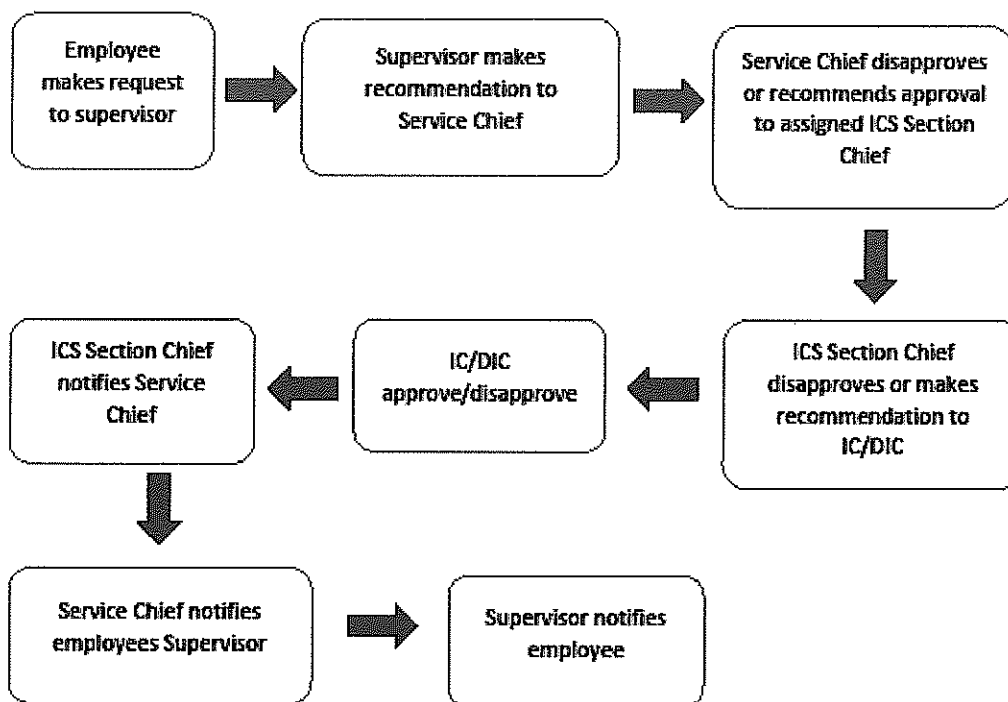 Employee
makes request
to supervisor
Supervisor makes
recommendation to
Service Chief
Service Chief disapproves
or recommends approval
to assigned ICS Section
Chief
ICS Section Chief
disapproves or makes
recommendation to
IC/DIC
IC/DIC
approve/disapprove
ICS Section Chief
notifies Service
Chief
Service Chief notifies
employees Supervisor
Supervisor notifies
employee